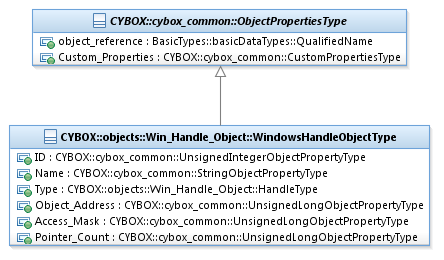 CYBOX::cybox_common::ObjectPropertiesType
object_reference : BasicTypes::basicDataTypes::QualifiedName
Custom_Properties : CYBOX::cybox_common::CustomPropertiesType
CYBOX::objects::Win_Handle_Object::WindowsHandleObjectType
ID : CYBOX::cybox_common::UnsignedIntegerObjectPropertyType
Name : CYBOX::cybox_common::StringObjectPropertyType
Type : CYBOX::objects::Win_Handle_Object::HandleType
Object_Address : CYBOX::cybox_common::UnsignedLongObjectPropertyType
Access_Mask : CYBOX::cybox_common::UnsignedLongObjectPropertyType
Pointer_Count : CYBOX::cybox_common::UnsignedLongObjectPropertyType